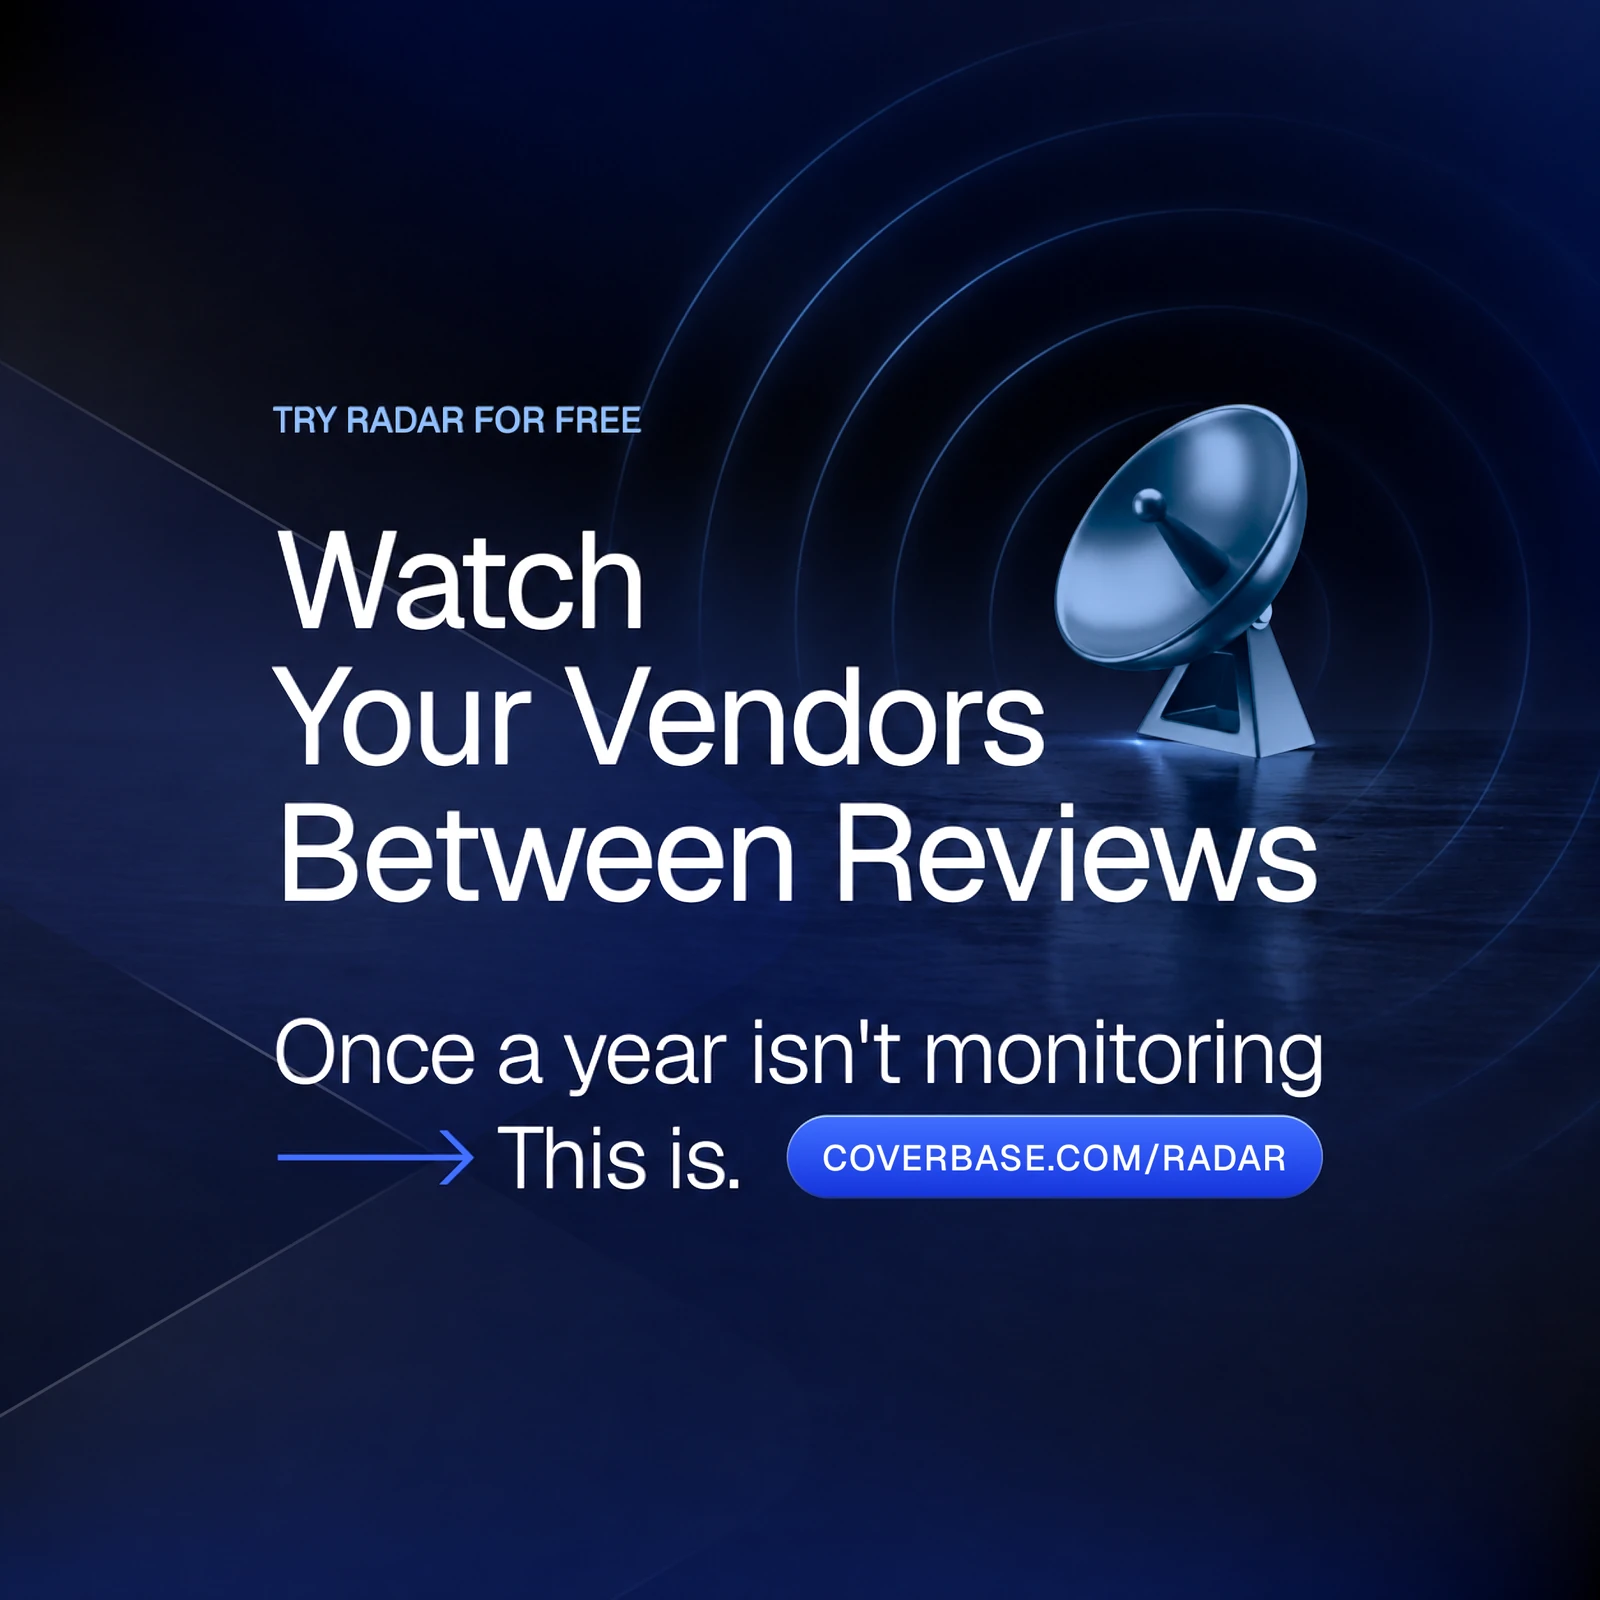 TRY RADAR FOR FREE
Watch
Your Vendors
Between Reviews
Once a year isn't monitoring
This is.
COVERBASE.COM/RADAR